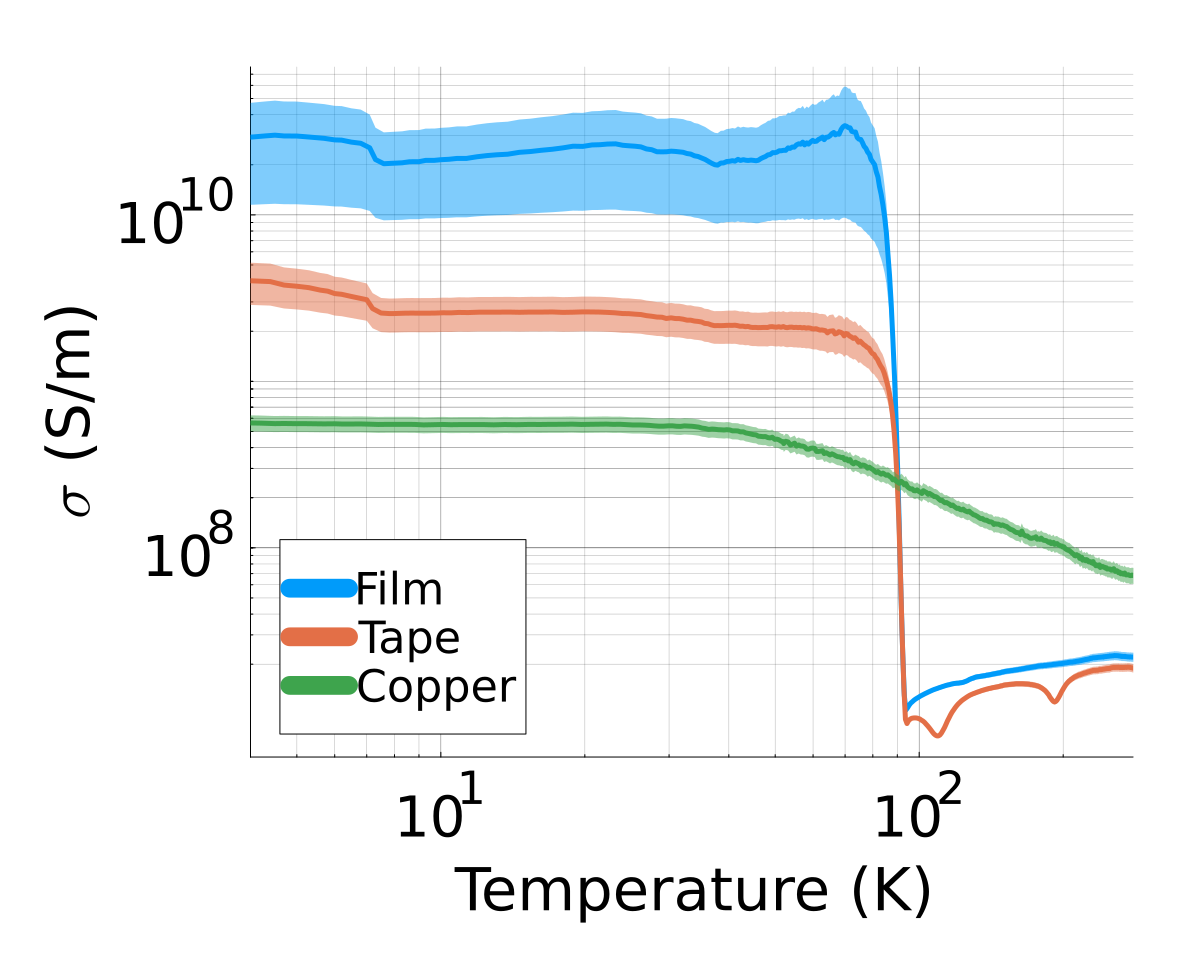 σ (S/m)
10^10
10^8
Film
Tape
Copper
10^1 10^2
Temperature (K)